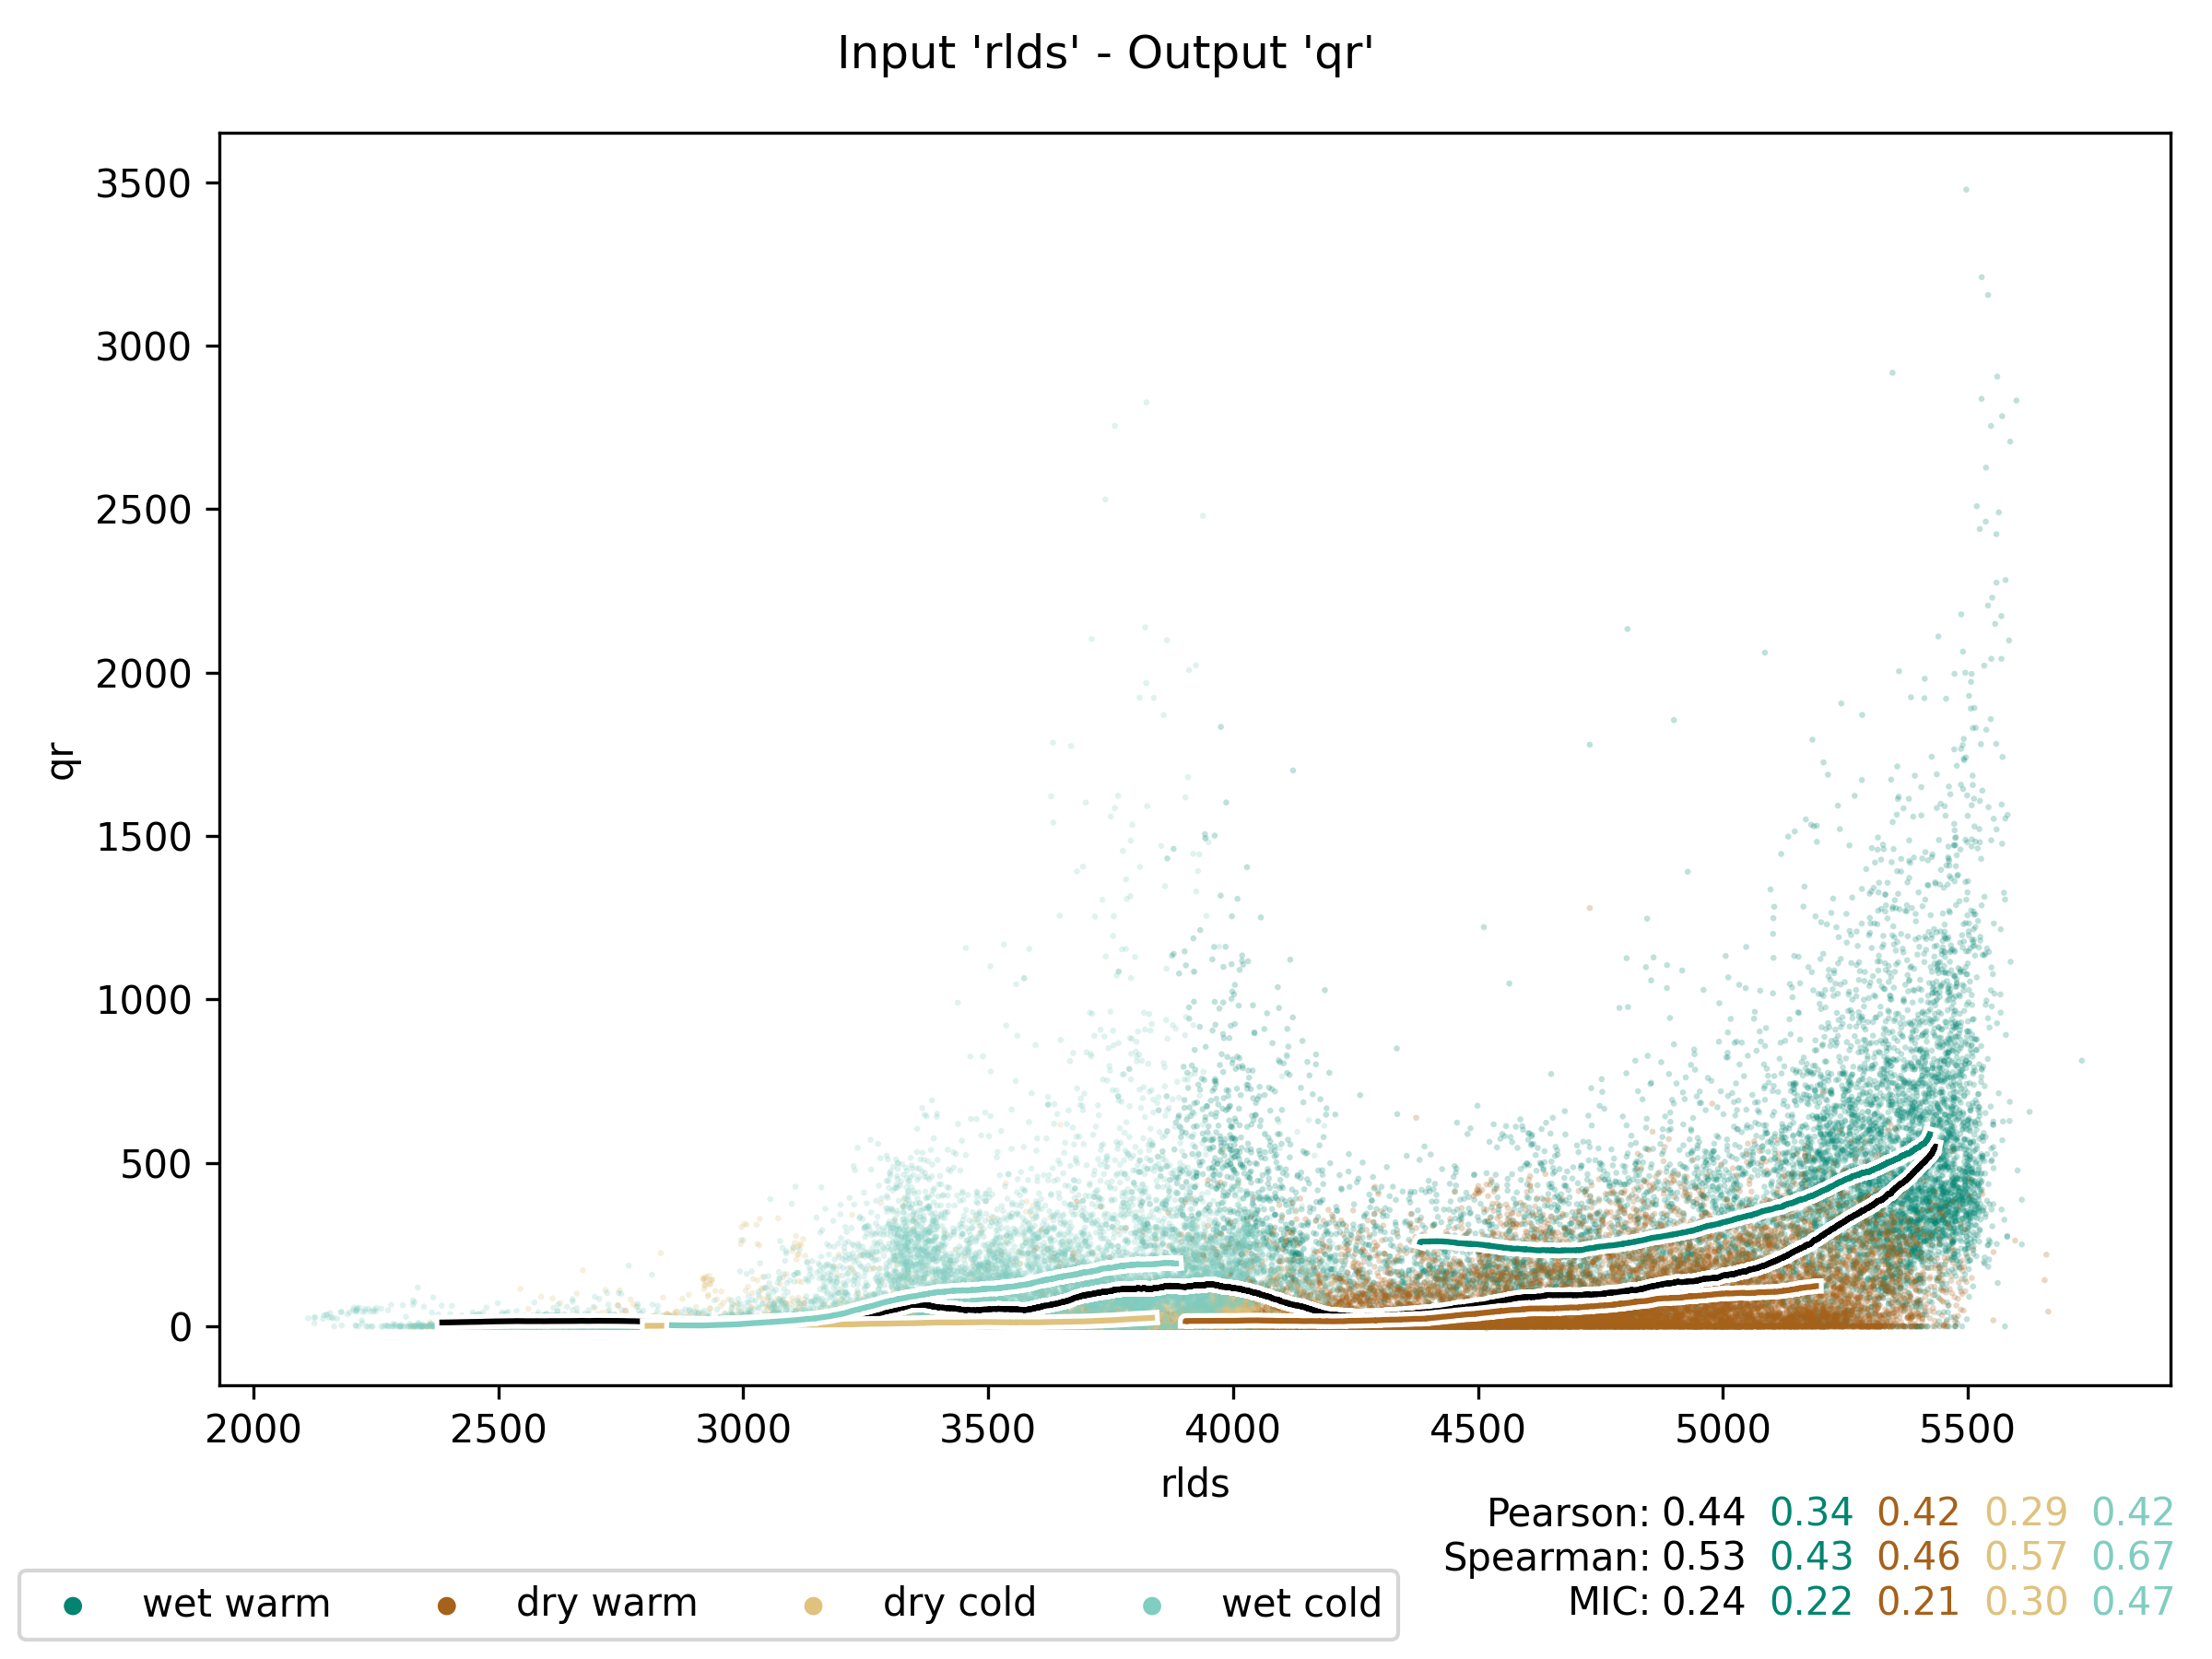 Input 'rlds' - Output 'qr'
3500
3000
2500
2000
1500
1000
500
0
qr
2000 2500 3000 3500 4000 4500 5000 5500
rlds
Pearson: 0.44 0.34 0.42 0.29 0.42
Spearman: 0.53 0.43 0.46 0.57 0.67
MIC: 0.24 0.22 0.21 0.30 0.47
wet warm dry warm dry cold wet cold